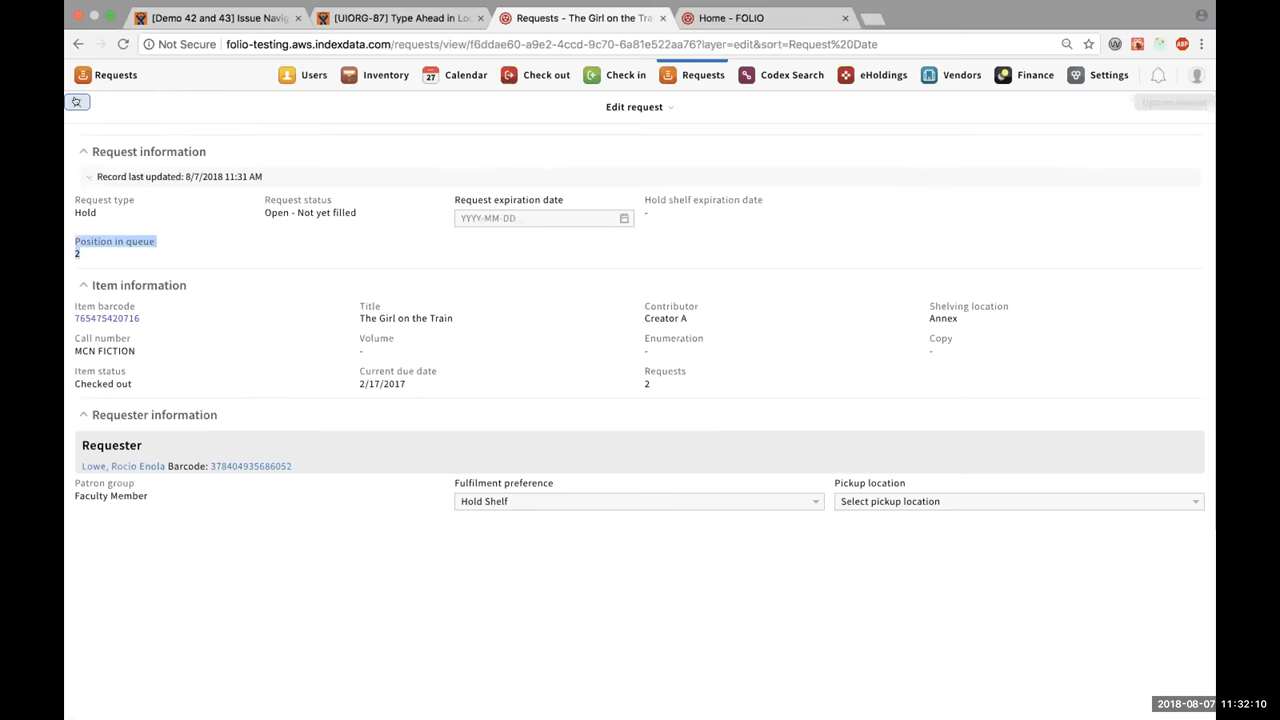 [Demo 42 and 43] Issue Navig
[UIORG-87] Type Ahead in Loc
Requests - The Girl on the Tra
Home - FOLIO
Not Secure
folio-testing.aws.indexdata.com/requests/view/f6ddae60-a9e2-4ccd-9c70-6a81e522aa76?layer=edit&sort=Request%20Date
ABP
Requests
Users
Inventory
27
Calendar
Check out
Check in
Requests
Codex Search
eHoldings
Vendors
Finance
Settings
Edit request
Update request
Request information
Record last updated: 8/7/2018 11:31 AM
Request type
Request status
Request expiration date
Hold shelf expiration date
Hold
Open - Not yet filled
YYYY-MM-DD
-
Position in queue
2
Item information
Item barcode
Title
Contributor
Shelving location
765475420716
The Girl on the Train
Creator A
Annex
Call number
Volume
Enumeration
Copy
MCN FICTION
-
-
-
Item status
Current due date
Requests
Checked out
2/17/2017
2
Requester information
Requester
Lowe, Rocio Enola Barcode: 378404935686052
Patron group
Fulfilment preference
Pickup location
Faculty Member
Hold Shelf
Select pickup location
2018-08-07 11:32:10